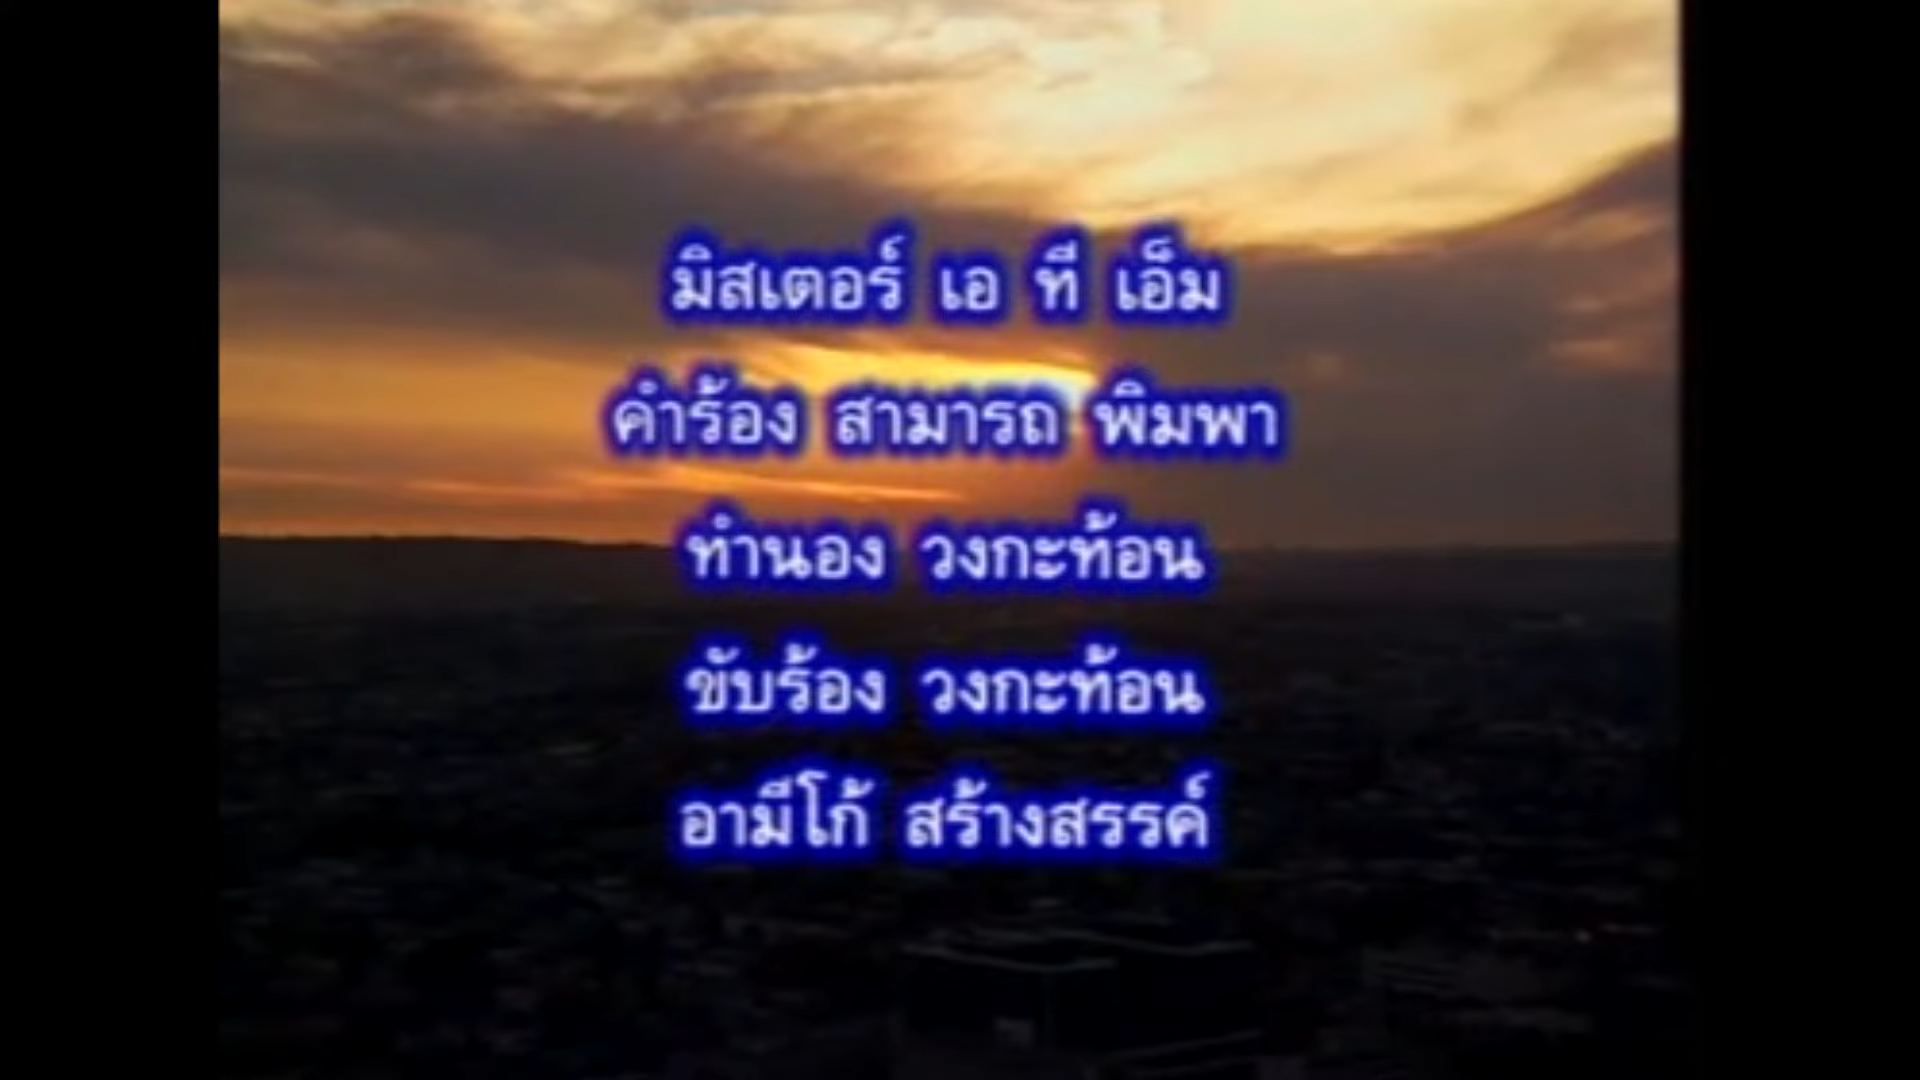 มิสเตอร์ เอ ที เอ็ม
คำร้อง สามารถ พิมพา
ทำนอง วงกะท้อน
ขับร้อง วงกะท้อน
อามีโก้ สร้างสรรค์